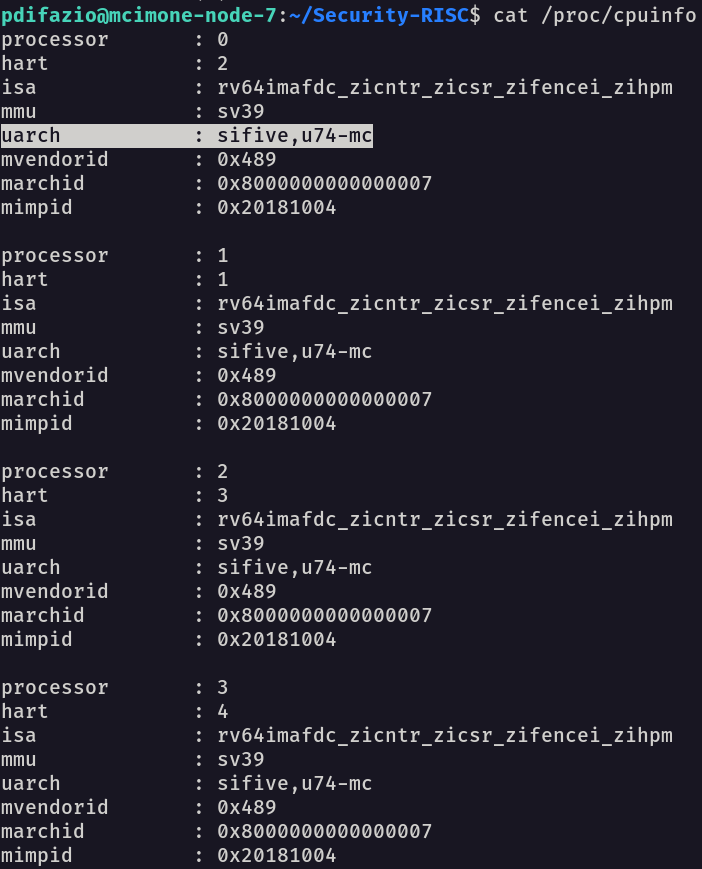 pdifazio@mcimone-node-7:~/Security-RISC$ cat /proc/cpuinfo
processor : 0
hart : 2
isa : rv64imafdc_zicntr_zicsr_zifencei_zihpm
mmu : sv39
uarch : sifive,u74-mc
mvendorid : 0x489
marchid : 0x8000000000000007
mimpid : 0x20181004

processor : 1
hart : 1
isa : rv64imafdc_zicntr_zicsr_zifencei_zihpm
mmu : sv39
uarch : sifive,u74-mc
mvendorid : 0x489
marchid : 0x8000000000000007
mimpid : 0x20181004

processor : 2
hart : 3
isa : rv64imafdc_zicntr_zicsr_zifencei_zihpm
mmu : sv39
uarch : sifive,u74-mc
mvendorid : 0x489
marchid : 0x8000000000000007
mimpid : 0x20181004

processor : 3
hart : 4
isa : rv64imafdc_zicntr_zicsr_zifencei_zihpm
mmu : sv39
uarch : sifive,u74-mc
mvendorid : 0x489
marchid : 0x8000000000000007
mimpid : 0x20181004